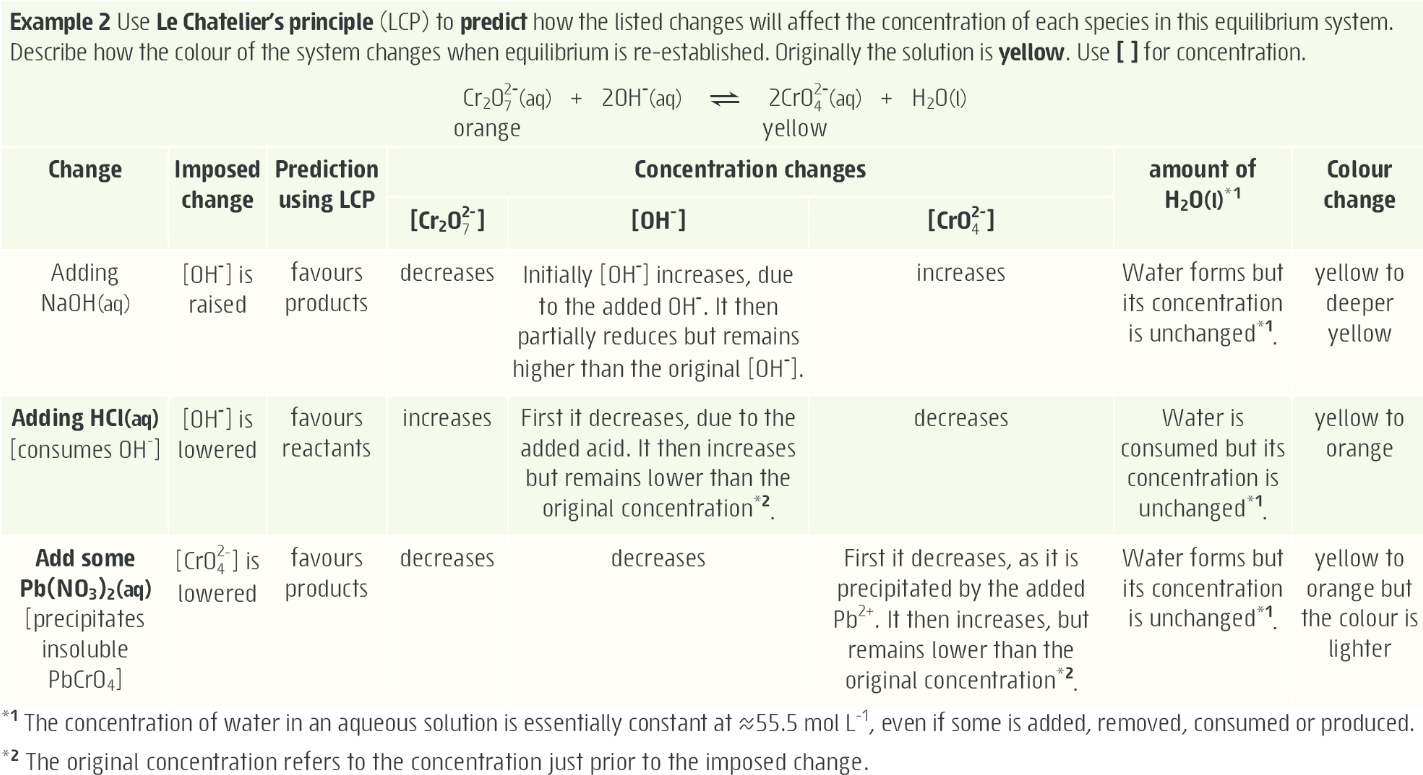 Example 2 Use Le Chatelier's principle (LCP) to predict how the listed changes will affect the concentration of each species in this equilibrium system.
Describe how the colour of the system changes when equilibrium is re-established. Originally the solution is yellow. Use [ ] for concentration.
Cr₂O₇²⁻(aq) + 2OH⁻(aq) ⇌ 2CrO₄²⁻(aq) + H₂O(l)
orange yellow
Change
Imposed
change
Prediction
using LCP
Concentration changes
[Cr₂O₇²⁻]
[OH⁻]
[CrO₄²⁻]
amount of
H₂O(l)*1
Colour
change
Adding
NaOH(aq)
[OH⁻] is
raised
favours
products
decreases
Initially [OH⁻] increases, due
to the added OH⁻. It then
partially reduces but remains
higher than the original [OH⁻].
increases
Water forms but
its concentration
is unchanged*1.
yellow to
deeper
yellow
Adding HCl(aq)
[consumes OH⁻]
[OH⁻] is
lowered
favours
reactants
increases
First it decreases, due to the
added acid. It then increases
but remains lower than the
original concentration*2.
decreases
Water is
consumed but its
concentration is
unchanged*1.
yellow to
orange
Add some
Pb(NO₃)₂(aq)
[precipitates
insoluble
PbCrO₄]
[CrO₄²⁻] is
lowered
favours
products
decreases
decreases
First it decreases, as it is
precipitated by the added
Pb²⁺. It then increases, but
remains lower than the
original concentration*2.
Water forms but
its concentration
is unchanged*1.
yellow to
orange but
the colour is
lighter
*1 The concentration of water in an aqueous solution is essentially constant at ≈55.5 mol L⁻¹, even if some is added, removed, consumed or produced.
*2 The original concentration refers to the concentration just prior to the imposed change.